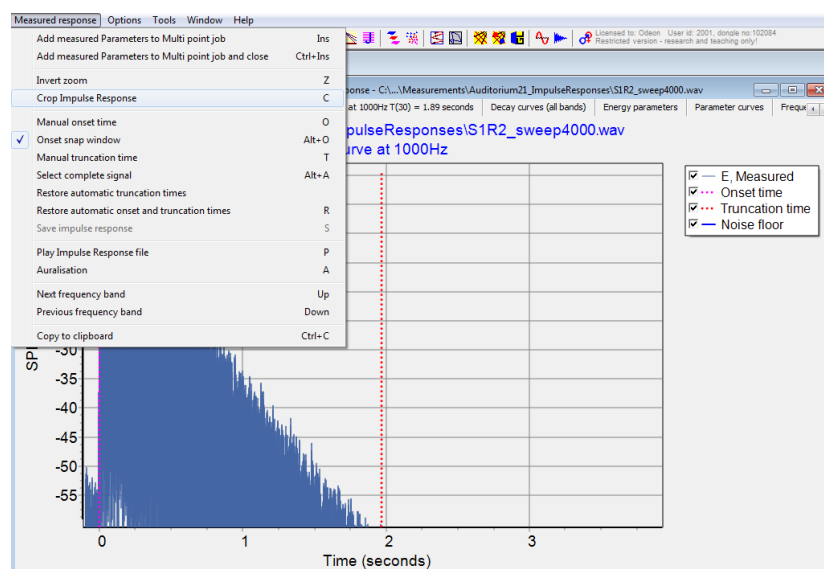 Measured response Options Tools Window Help
Licensed to: Odeon User id: 2001, dongle no:102084
Restricted version - research and teaching only!
Add measured Parameters to Multi point job Ins
Add measured Parameters to Multi point job and close Ctrl+Ins
Invert zoom Z
Crop Impulse Response C
Manual onset time O
Onset snap window Alt+O
Manual truncation time T
Select complete signal Alt+A
Restore automatic truncation times
Restore automatic onset and truncation times R
Save impulse response S
Play Impulse Response file P
Auralisation A
Next frequency band Up
Previous frequency band Down
Copy to clipboard Ctrl+C
onse - C:\...\Measurements\Auditorium21_ImpulseResponses\S1R2_sweep4000.wav
at 1000Hz T(30) = 1.89 seconds Decay curves (all bands) Energy parameters Parameter curves Freque
pulseResponses\S1R2_sweep4000.wav
urve at 1000Hz
E, Measured
Onset time
Truncation time
Noise floor
SPL
-30
-35
-40
-45
-50
-55
0 1 2 3
Time (seconds)